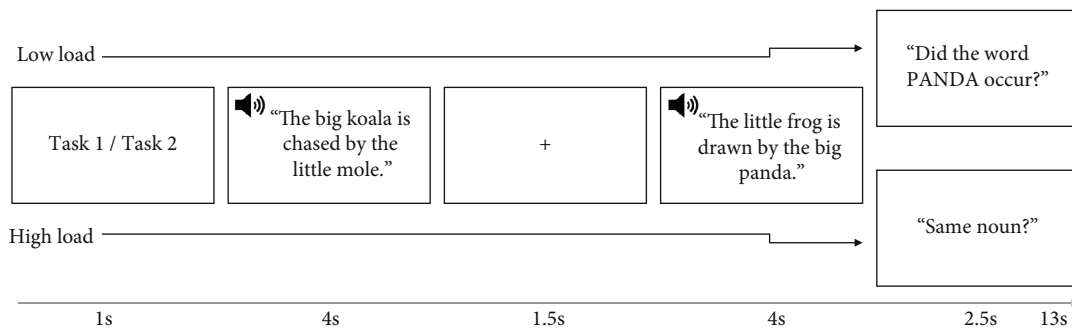 Low load
“Did the word
PANDA occur?”
Task 1 / Task 2
“The big koala is
chased by the
little mole.”
+
“The little frog is
drawn by the big
panda.”
High load
“Same noun?”
1s
4s
1.5s
4s
2.5s
13s